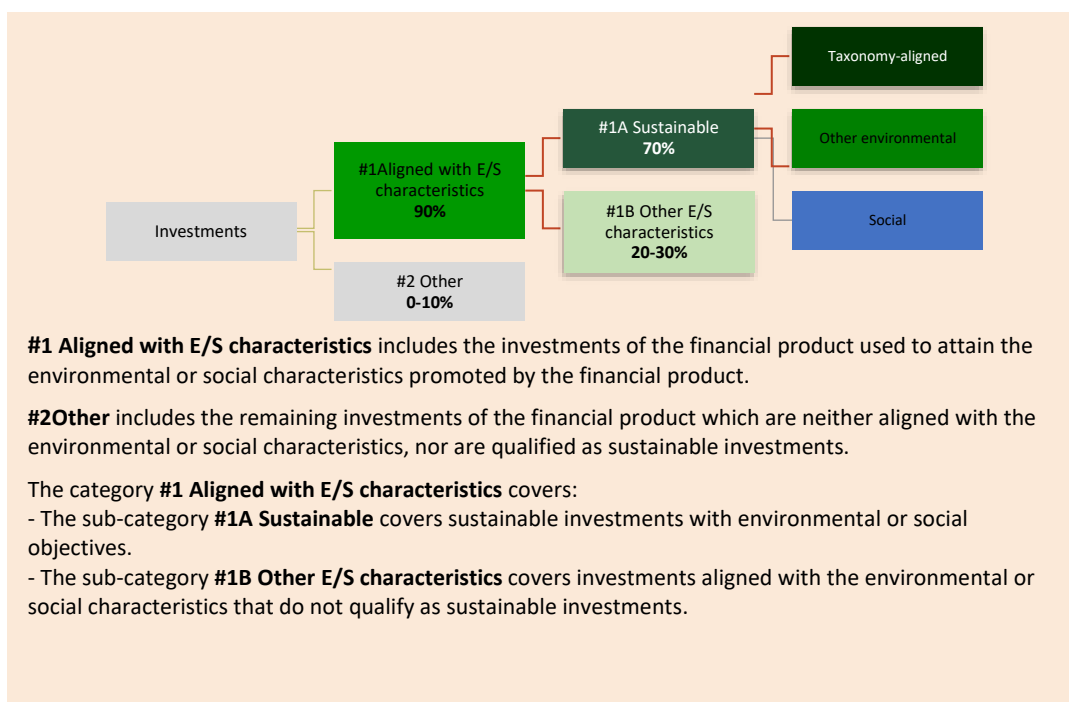 Taxonomy-aligned
#1A Sustainable
70%
Other environmental
#1Aligned with E/S
characteristics
90%
#1B Other E/S
characteristics
20-30%
Social
Investments
#2 Other
0-10%
#1 Aligned with E/S characteristics includes the investments of the financial product used to attain the
environmental or social characteristics promoted by the financial product.
#2Other includes the remaining investments of the financial product which are neither aligned with the
environmental or social characteristics, nor are qualified as sustainable investments.
The category #1 Aligned with E/S characteristics covers:
- The sub-category #1A Sustainable covers sustainable investments with environmental or social
objectives.
- The sub-category #1B Other E/S characteristics covers investments aligned with the environmental or
social characteristics that do not qualify as sustainable investments.